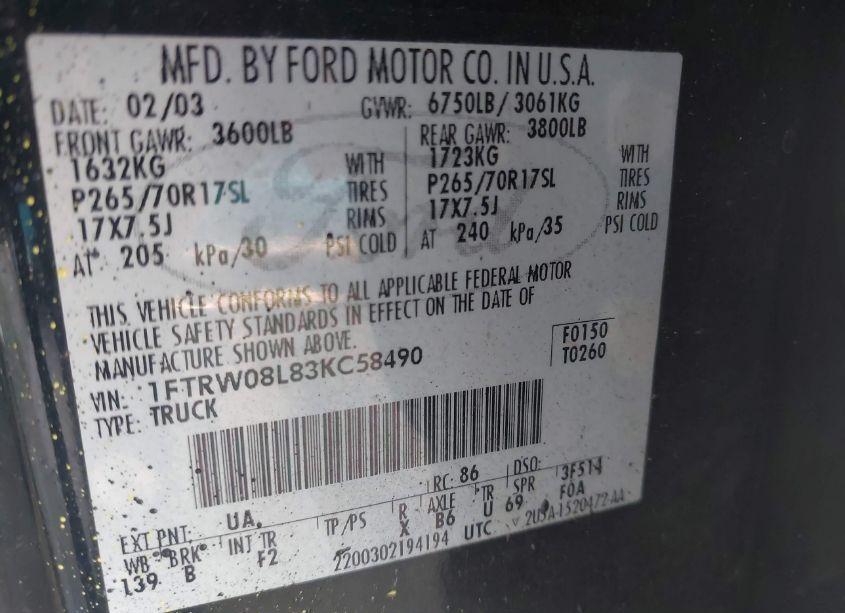 MFD. BY FORD MOTOR CO. IN U.S.A.
DATE: 02/03 GVWR: 6750LB/ 3061KG
FRONT GAWR: 3600LB REAR GAWR: 3800LB
1632KG WITH 1723KG WITH
P265/70R17SL TIRES P265/70R17SL TIRES
17X7.5J RIMS 17X7.5J RIMS
AT 205 kPa/30 PSI COLD AT 240 kPa/35 PSI COLD
THIS VEHICLE CONFORMS TO ALL APPLICABLE FEDERAL MOTOR
VEHICLE SAFETY STANDARDS IN EFFECT ON THE DATE OF
MANUFACTURE SHOWN ABOVE.
VIN: 1FTRW08L83KC58490
TYPE: TRUCK
F0150
T0260
EXT PNT: UA RC: 86 DSO: 3F514
WB BRK INT TR TP/PS R AXLE TR SPR F0A
139 B F2 X B6 U 69
2200302194194 UTC
Ford